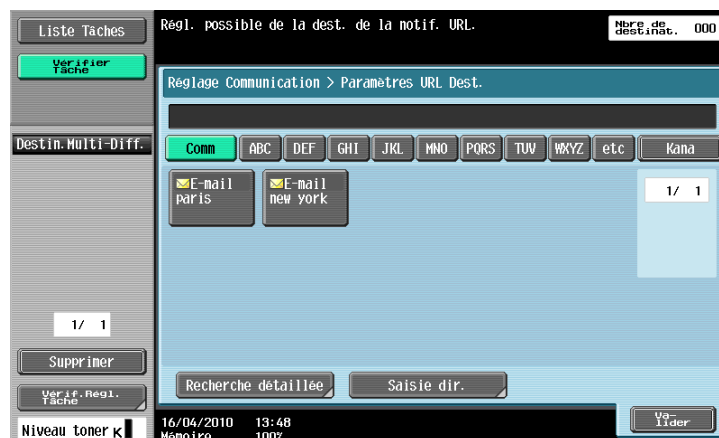 Liste Tâches
Régl. possible de la dest. de la notif. URL.
Nbre de destinat. 000
Vérifier Tâche
Réglage Communication > Paramètres URL Dest.
Destin.Multi-Diff.
Comm ABC DEF GHI JKL MNO PQRS TUV WXYZ etc Kana
E-mail paris
E-mail new york
1/ 1
1/ 1
Supprimer
Recherche détaillée
Saisie dir.
Vérif.Régl. Tâche
Niveau toner K
16/04/2010 13:48
Mémoire 100%
Va-
lider